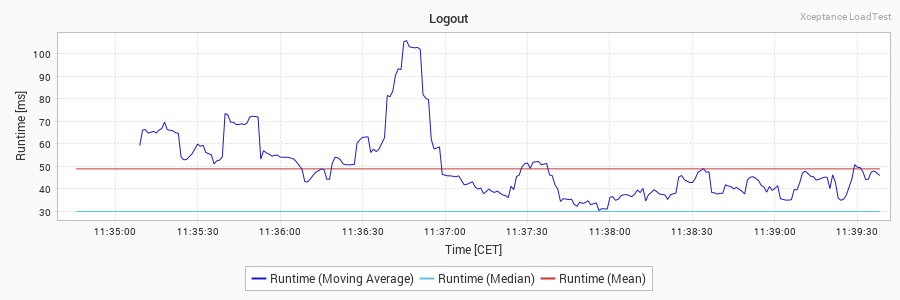 Logout
Xceptance LoadTest
Runtime [ms]
100
90
80
70
60
50
40
30
11:35:00 11:35:30 11:36:00 11:36:30 11:37:00 11:37:30 11:38:00 11:38:30 11:39:00 11:39:30
Time [CET]
Runtime (Moving Average) Runtime (Median) Runtime (Mean)